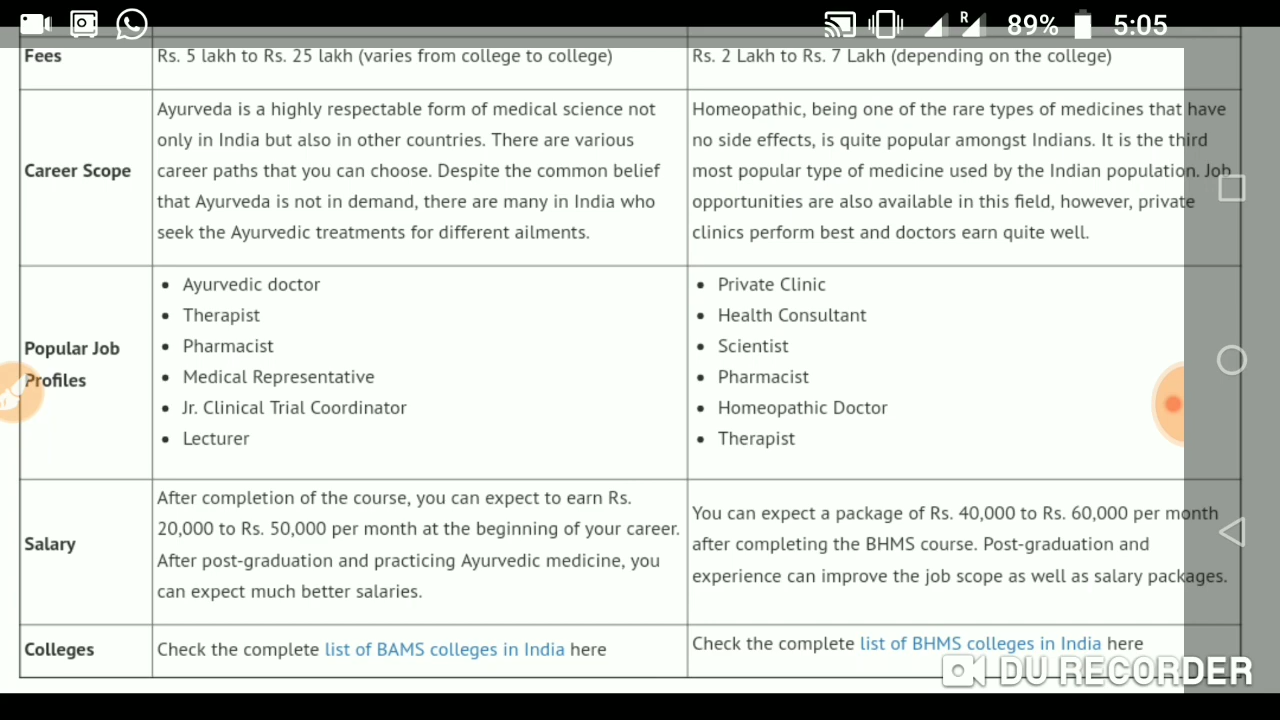 R 89% 5:05
Fees
Rs. 5 lakh to Rs. 25 lakh (varies from college to college)
Rs. 2 Lakh to Rs. 7 Lakh (depending on the college)
Career Scope
Ayurveda is a highly respectable form of medical science not
only in India but also in other countries. There are various
career paths that you can choose. Despite the common belief
that Ayurveda is not in demand, there are many in India who
seek the Ayurvedic treatments for different ailments.
Homeopathic, being one of the rare types of medicines that have
no side effects, is quite popular amongst Indians. It is the third
most popular type of medicine used by the Indian population. Job
opportunities are also available in this field, however, private
clinics perform best and doctors earn quite well.
Popular Job
Profiles
• Ayurvedic doctor
• Therapist
• Pharmacist
• Medical Representative
• Jr. Clinical Trial Coordinator
• Lecturer
• Private Clinic
• Health Consultant
• Scientist
• Pharmacist
• Homeopathic Doctor
• Therapist
Salary
After completion of the course, you can expect to earn Rs.
20,000 to Rs. 50,000 per month at the beginning of your career.
After post-graduation and practicing Ayurvedic medicine, you
can expect much better salaries.
You can expect a package of Rs. 40,000 to Rs. 60,000 per month
after completing the BHMS course. Post-graduation and
experience can improve the job scope as well as salary packages.
Colleges
Check the complete list of BAMS colleges in India here
Check the complete list of BHMS colleges in India here
DU RECORDER